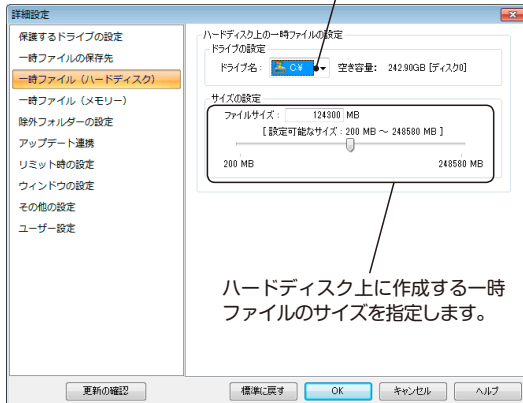 詳細設定
保護するドライブの設定
一時ファイルの保存先
一時ファイル（ハードディスク）
一時ファイル（メモリー）
除外フォルダーの設定
アップデート連携
リミット時の設定
ウィンドウの設定
その他の設定
ユーザー設定
ハードディスク上の一時ファイルの設定
ドライブの設定
ドライブ名： C:¥ 空き容量： 242.90GB [ディスク0]
サイズの設定
ファイルサイズ： 124300 MB
[ 設定可能なサイズ：200 MB ～ 248580 MB ]
200 MB 248580 MB
ハードディスク上に作成する一時
ファイルのサイズを指定します。
更新の確認 標準に戻す OK キャンセル ヘルプ